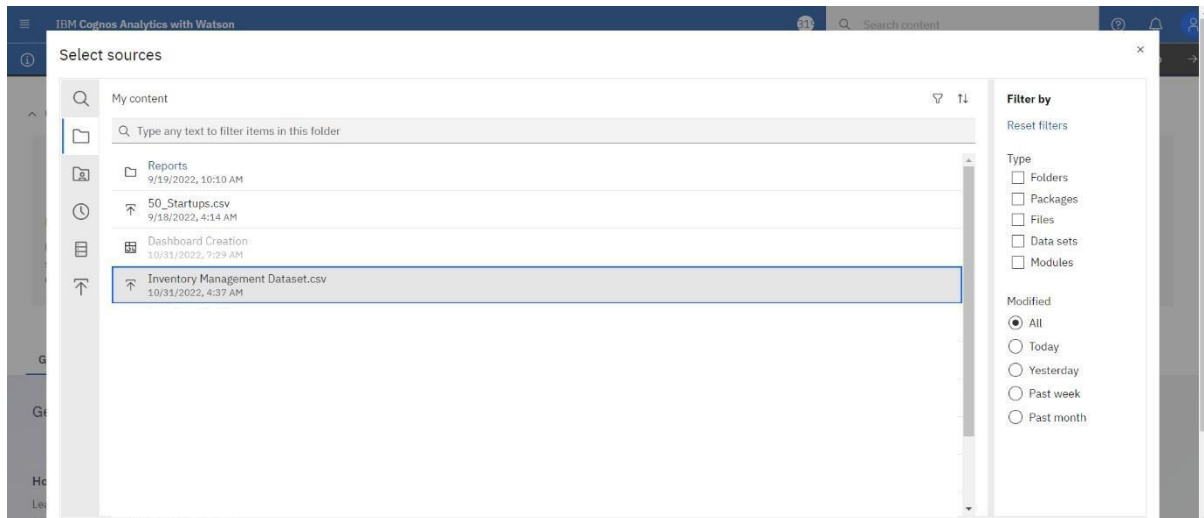 IBM Cognos Analytics with Watson
Search content
Select sources
My content
Filter by
Type any text to filter items in this folder
Reset filters
Reports
9/19/2022, 10:10 AM
50_Startups.csv
9/18/2022, 4:14 AM
Dashboard Creation
10/31/2022, 7:29 AM
Inventory Management Dataset.csv
10/31/2022, 4:37 AM
Type
Folders
Packages
Files
Data sets
Modules
Modified
All
Today
Yesterday
Past week
Past month